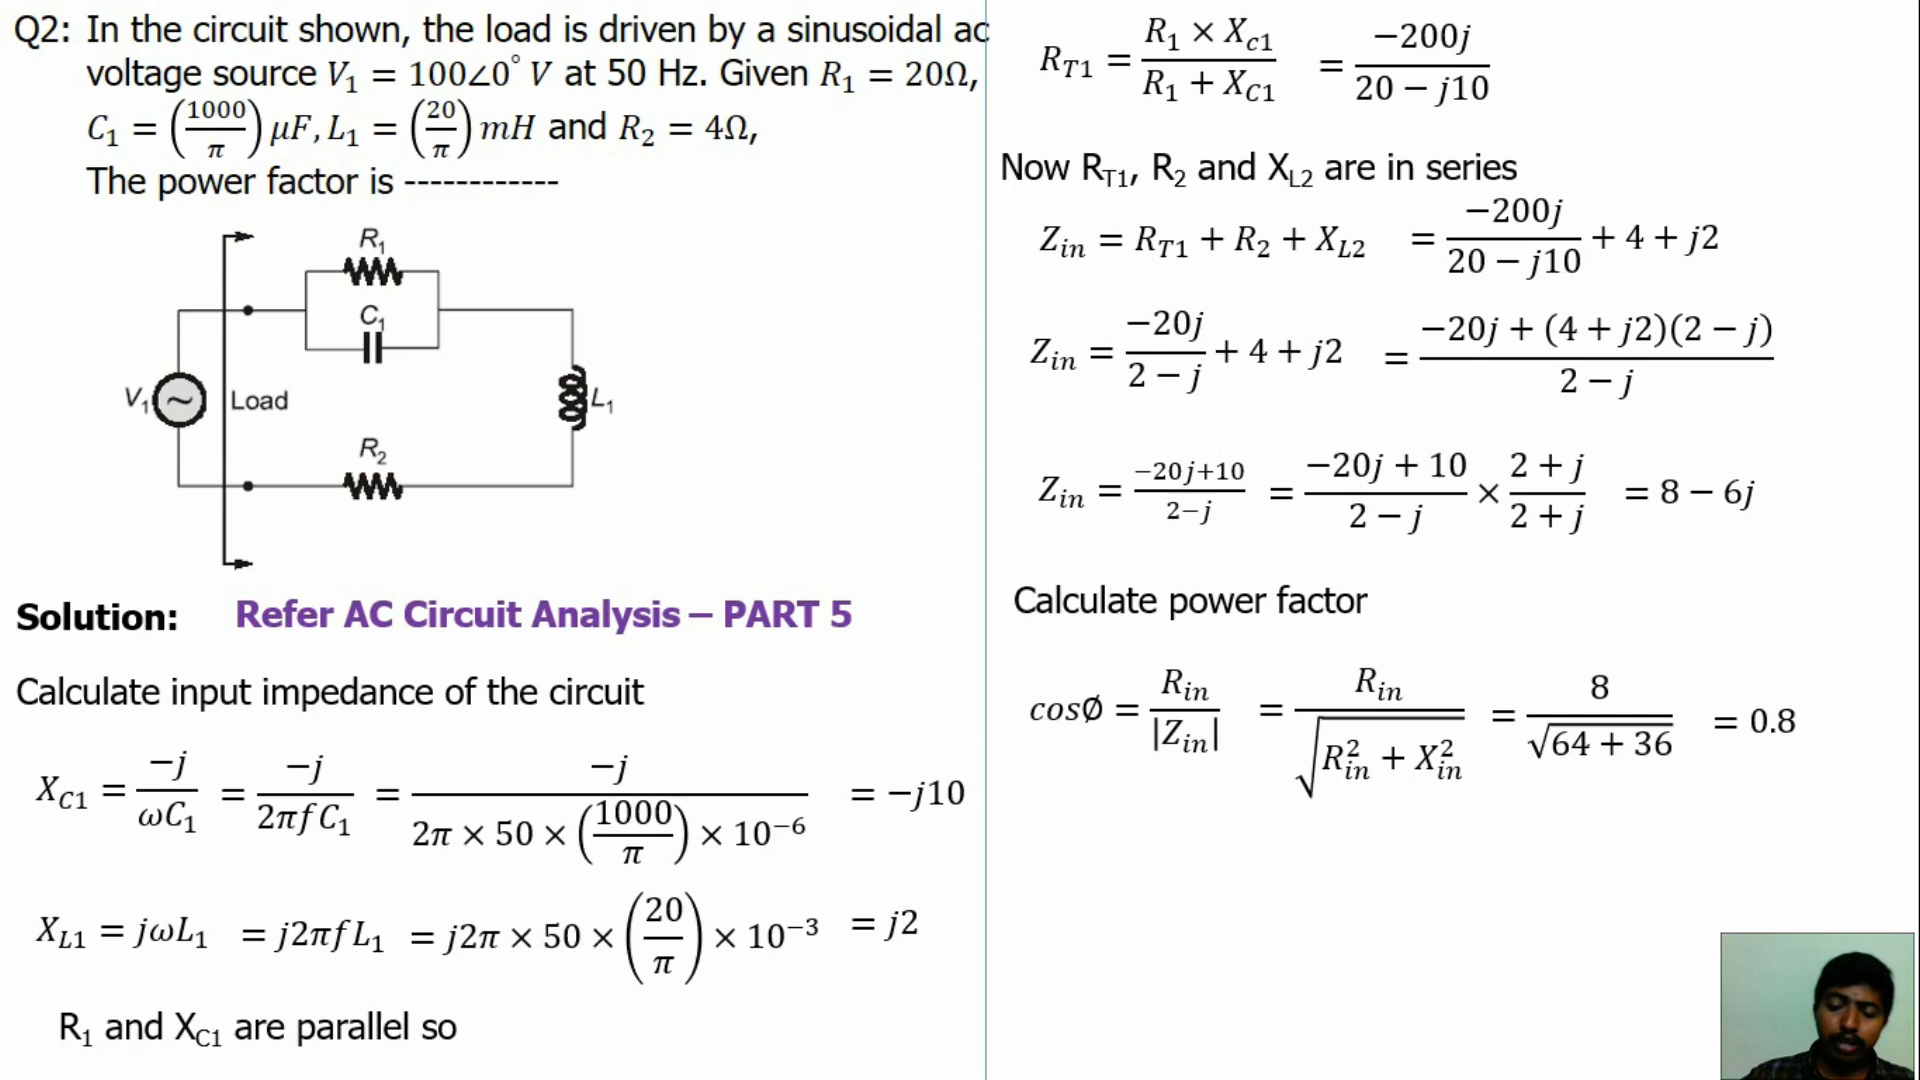 Q2: In the circuit shown, the load is driven by a sinusoidal ac
voltage source V₁ = 100∠0° V at 50 Hz. Given R₁ = 20Ω,
C₁ = (1000/π) μF, L₁ = (20/π) mH and R₂ = 4Ω,
The power factor is ------------
R₁
C₁
V₁
~
Load
L₁
R₂
Solution: Refer AC Circuit Analysis – PART 5
Calculate input impedance of the circuit
X_C1 = -j/ωC₁ = -j/2πfC₁ = -j/(2π × 50 × (1000/π) × 10⁻⁶) = -j10
X_L1 = jωL₁ = j2πfL₁ = j2π × 50 × (20/π) × 10⁻³ = j2
R₁ and X_C1 are parallel so
R_T1 = (R₁ × X_c1)/(R₁ + X_C1) = -200j/(20 - j10)
Now R_T1, R₂ and X_L2 are in series
Z_in = R_T1 + R₂ + X_L2 = -200j/(20 - j10) + 4 + j2
Z_in = -20j/(2 - j) + 4 + j2 = (-20j + (4 + j2)(2 - j))/(2 - j)
Z_in = (-20j+10)/(2-j) = (-20j + 10)/(2 - j) × (2 + j)/(2 + j) = 8 - 6j
Calculate power factor
cos∅ = R_in/|Z_in| = R_in/√(R²_in + X²_in) = 8/√(64 + 36) = 0.8